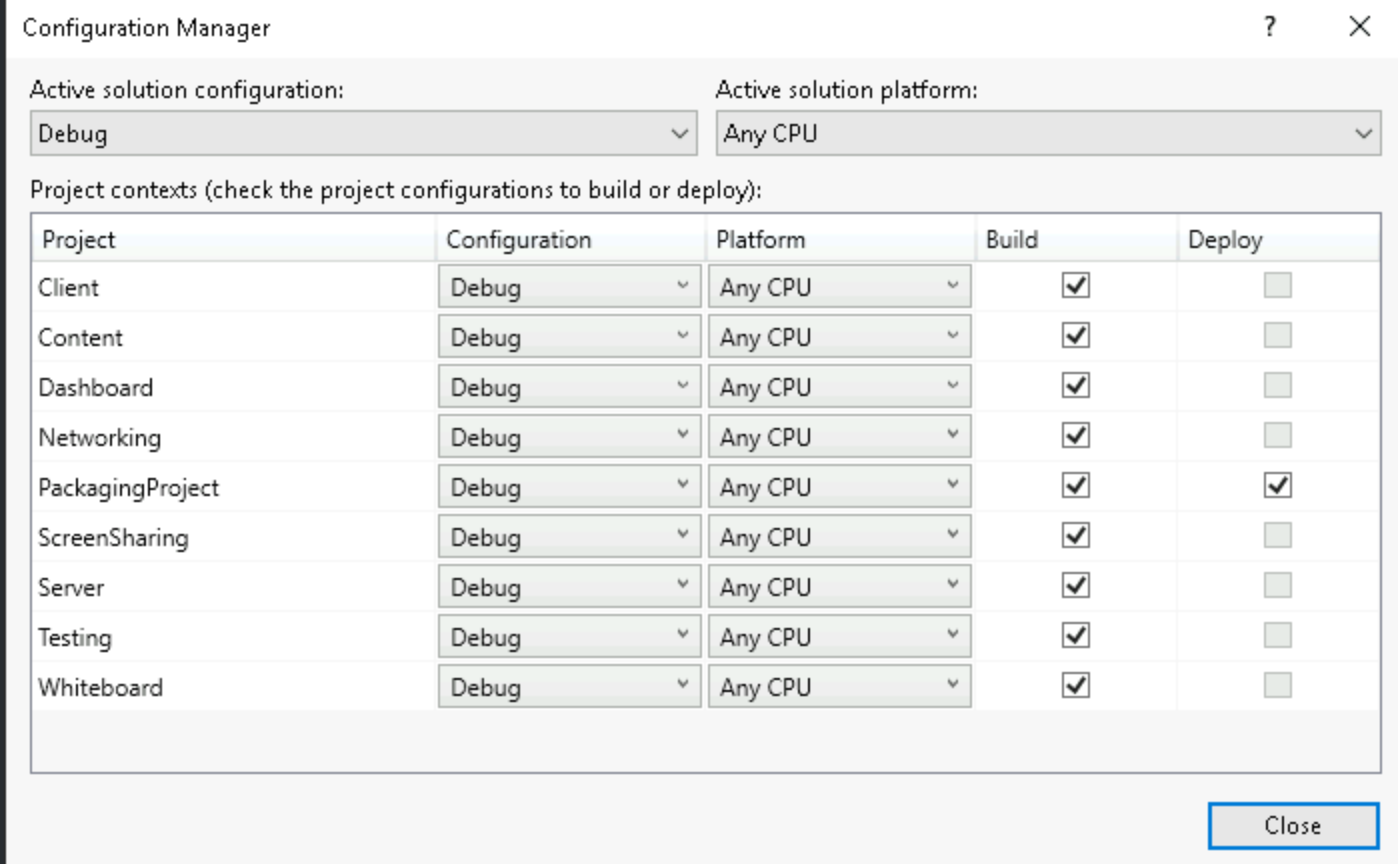 Configuration Manager ?
Active solution configuration: Active solution platform:
Debug Any CPU
Project contexts (check the project configurations to build or deploy):
Project Configuration Platform Build Deploy
Client Debug Any CPU
Content Debug Any CPU
Dashboard Debug Any CPU
Networking Debug Any CPU
PackagingProject Debug Any CPU
ScreenSharing Debug Any CPU
Server Debug Any CPU
Testing Debug Any CPU
Whiteboard Debug Any CPU
Close